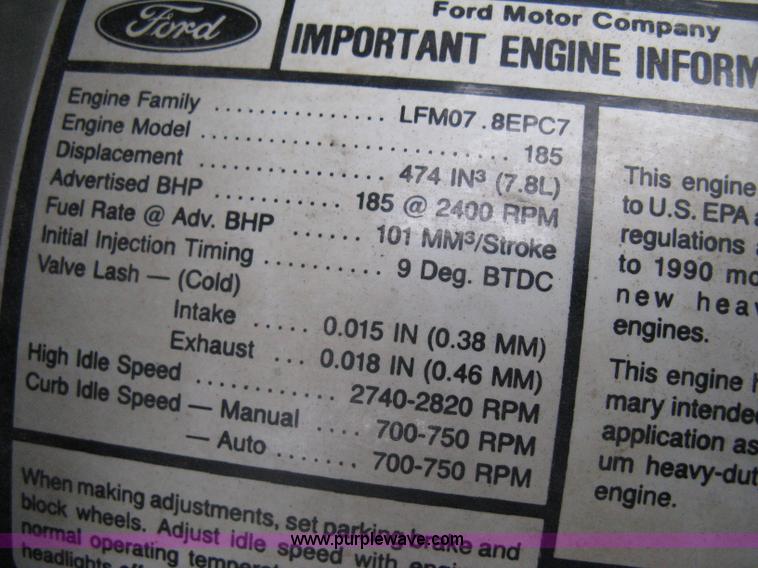 Ford
Ford Motor Company
IMPORTANT ENGINE INFORM
Engine Family ................ LFM07.8EPC7
Engine Model ............................ 185
Displacement ............... 474 IN³ (7.8L)
Advertised BHP ........... 185 @ 2400 RPM
Fuel Rate @ Adv. BHP ...... 101 MM³/Stroke
Initial Injection Timing .......... 9 Deg. BTDC
Valve Lash — (Cold)
Intake ..... 0.015 IN (0.38 MM)
Exhaust ... 0.018 IN (0.46 MM)
High Idle Speed ............ 2740-2820 RPM
Curb Idle Speed — Manual .... 700-750 RPM
— Auto ........ 700-750 RPM
When making adjustments, set parking brake and
block wheels. Adjust idle speed with
normal operating
headlights
This engine
to U.S. EPA
regulations
to 1990
new
engines.
This engine
mary intended
application as
um heavy-dut
engine.
www.purplewave.com